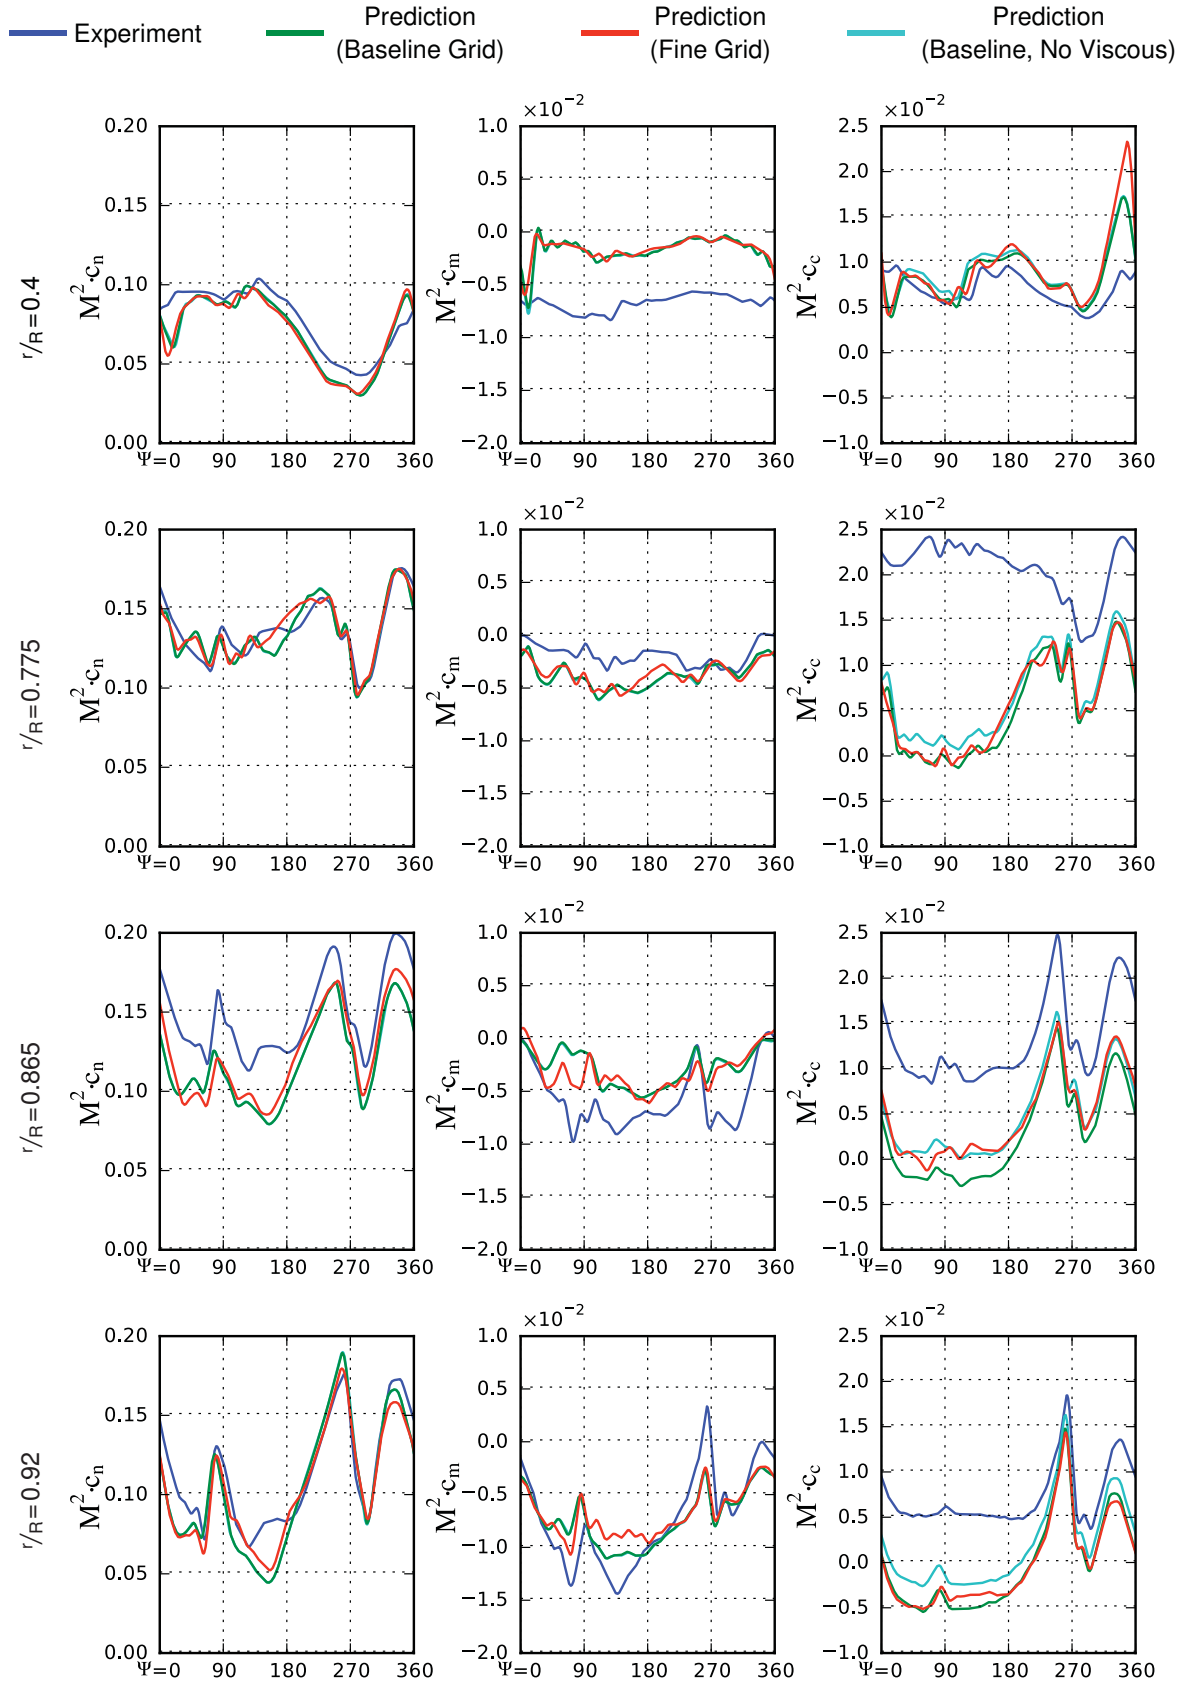 Experiment
Prediction
(Baseline Grid)
Prediction
(Fine Grid)
Prediction
(Baseline, No Viscous)
r/R=0.4
M²·cₙ
0.20
0.15
0.10
0.05
0.00
Ψ=0 90 180 270 360
×10⁻²
M²·cₘ
1.0
0.5
0.0
−0.5
−1.0
−1.5
−2.0
Ψ=0 90 180 270 360
×10⁻²
M²·c_c
2.5
2.0
1.5
1.0
0.5
0.0
−0.5
−1.0
Ψ=0 90 180 270 360
r/R=0.775
M²·cₙ
0.20
0.15
0.10
0.05
0.00
Ψ=0 90 180 270 360
×10⁻²
M²·cₘ
1.0
0.5
0.0
−0.5
−1.0
−1.5
−2.0
Ψ=0 90 180 270 360
×10⁻²
M²·c_c
2.5
2.0
1.5
1.0
0.5
0.0
−0.5
−1.0
Ψ=0 90 180 270 360
r/R=0.865
M²·cₙ
0.20
0.15
0.10
0.05
0.00
Ψ=0 90 180 270 360
×10⁻²
M²·cₘ
1.0
0.5
0.0
−0.5
−1.0
−1.5
−2.0
Ψ=0 90 180 270 360
×10⁻²
M²·c_c
2.5
2.0
1.5
1.0
0.5
0.0
−0.5
−1.0
Ψ=0 90 180 270 360
r/R=0.92
M²·cₙ
0.20
0.15
0.10
0.05
0.00
Ψ=0 90 180 270 360
×10⁻²
M²·cₘ
1.0
0.5
0.0
−0.5
−1.0
−1.5
−2.0
Ψ=0 90 180 270 360
×10⁻²
M²·c_c
2.5
2.0
1.5
1.0
0.5
0.0
−0.5
−1.0
Ψ=0 90 180 270 360